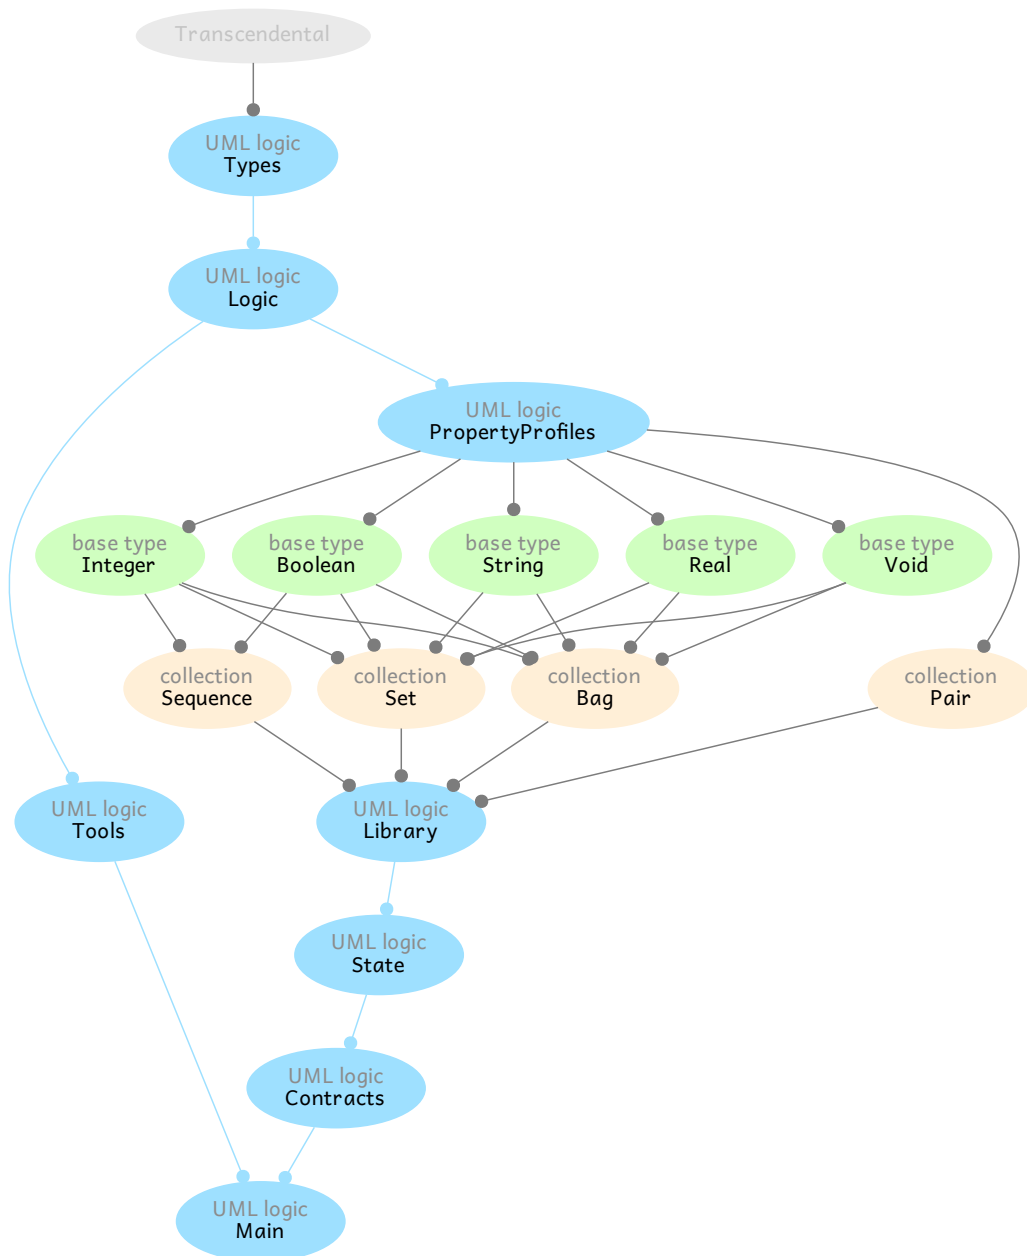 Transcendental
UML logic
Types
UML logic
Logic
UML logic
PropertyProfiles
base type
Integer
base type
Boolean
base type
String
base type
Real
base type
Void
collection
Sequence
collection
Set
collection
Bag
collection
Pair
UML logic
Tools
UML logic
Library
UML logic
State
UML logic
Contracts
UML logic
Main